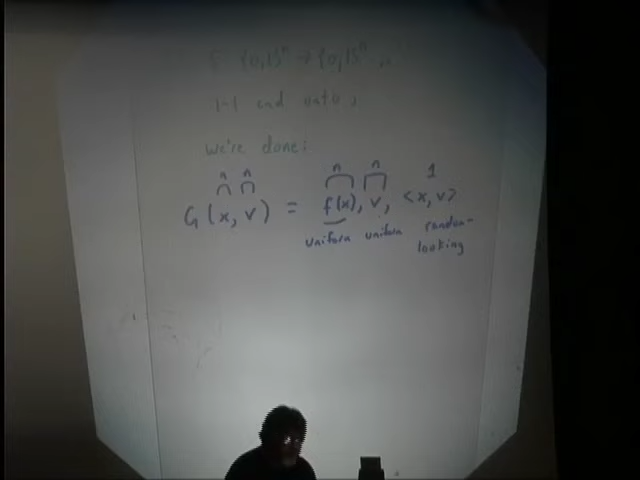 f {0,1}ⁿ → {0,1}ⁿ
1-1 and onto,
we're done:
n n n n 1
G(x, v) = f(x), v, <x, v>
uniform uniform random-
looking